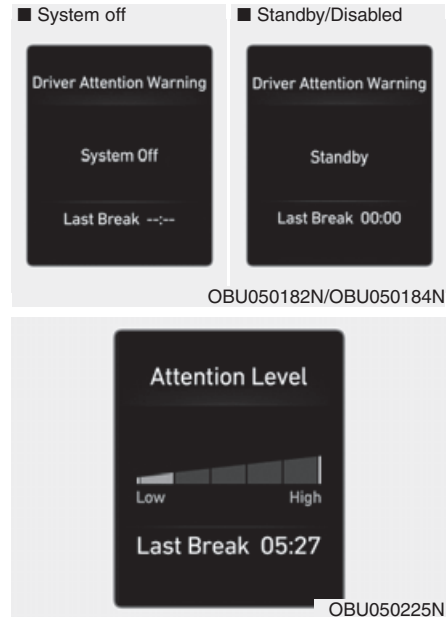 ■ System off
Driver Attention Warning
System Off
Last Break --:--
■ Standby/Disabled
Driver Attention Warning
Standby
Last Break 00:00
OBU050182N/OBU050184N
Attention Level
Low High
Last Break 05:27
OBU050225N